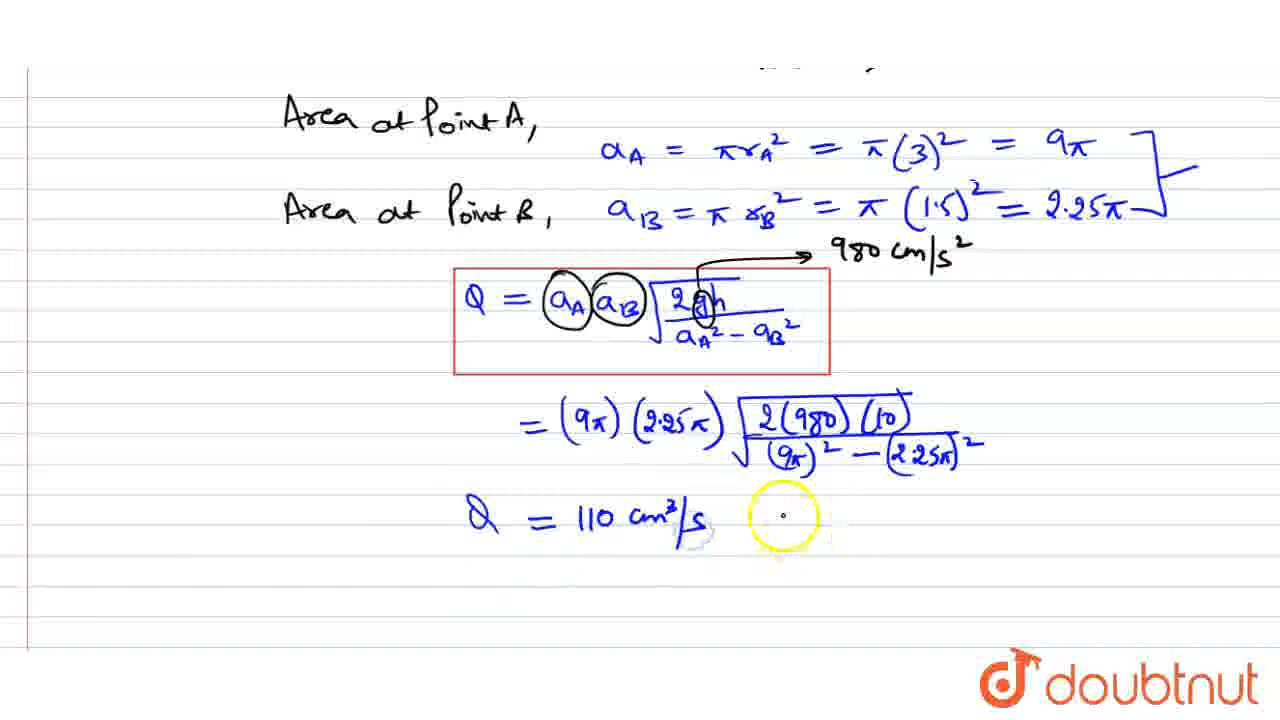 Area at Point A,
a_A = πr_A² = π(3)² = 9π
Area at Point B, a_B = π r_B² = π (1.5)² = 2.25π
980 cm/s²
Q = a_A a_B √(2gh / a_A² − a_B²)
= (9π) (2.25π) √(2(980)(10) / (9π)² − (2.25π)²)
Q = 110 cm³/s
doubtnut